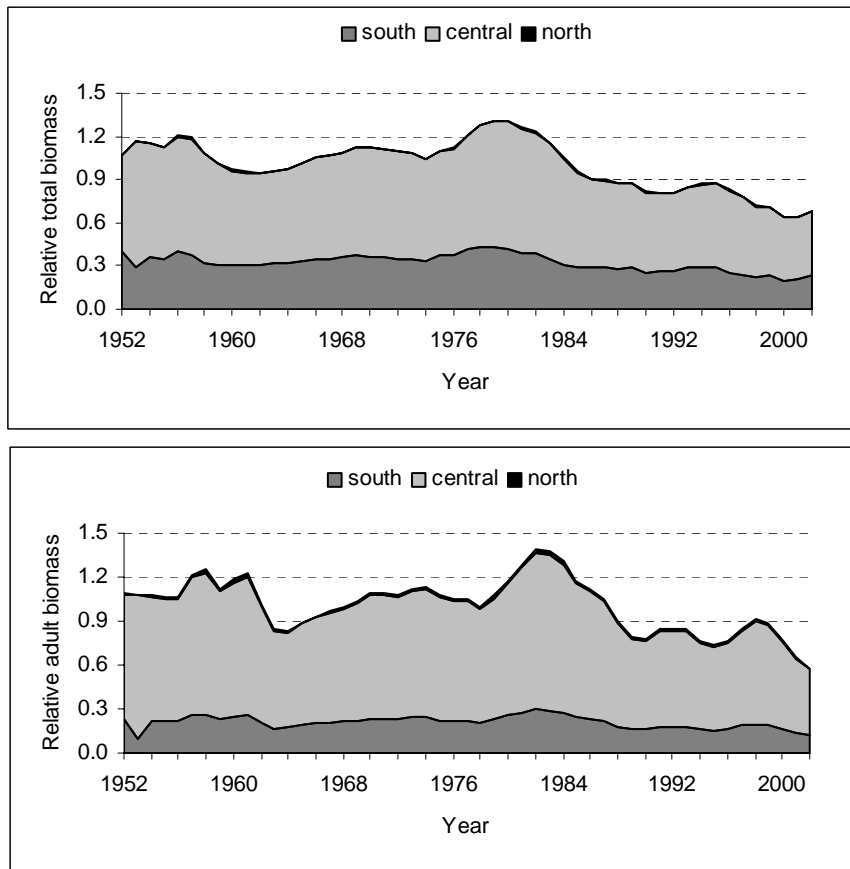 south central north
Relative total biomass
1.5
1.2
0.9
0.6
0.3
0.0
1952 1960 1968 1976 1984 1992 2000
Year
south central north
Relative adult biomass
1.5
1.2
0.9
0.6
0.3
0.0
1952 1960 1968 1976 1984 1992 2000
Year